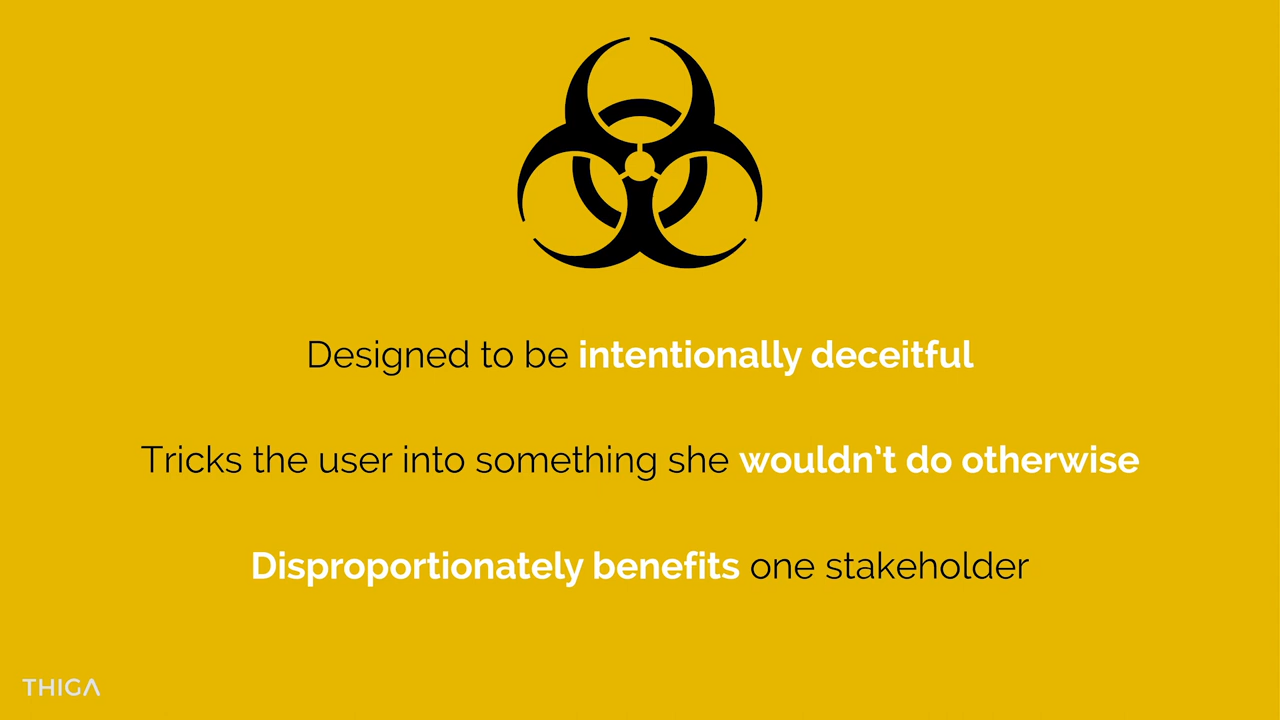 Designed to be intentionally deceitful
Tricks the user into something she wouldn't do otherwise
Disproportionately benefits one stakeholder
THIGA